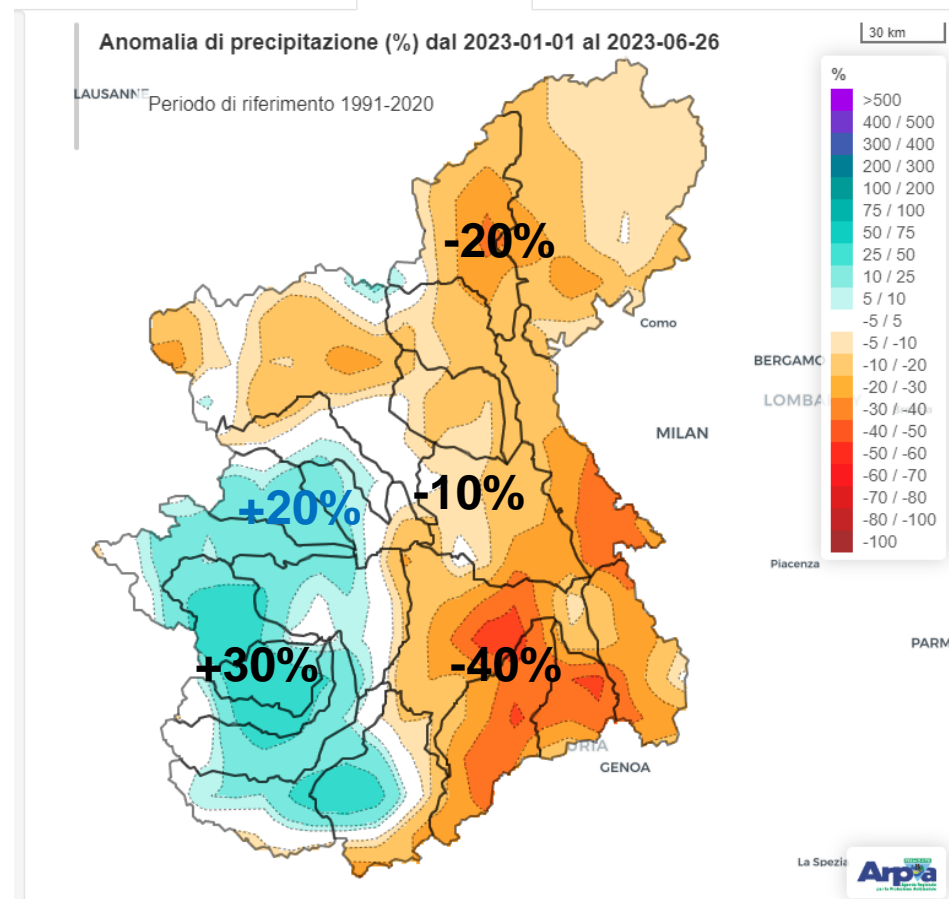 Anomalia di precipitazione (%) dal 2023-01-01 al 2023-06-26
30 km
LAUSANNE
Periodo di riferimento 1991-2020
%
>500
400 / 500
300 / 400
200 / 300
100 / 200
75 / 100
50 / 75
25 / 50
10 / 25
5 / 10
-5 / 5
-5 / -10
-10 / -20
-20 / -30
-30 / -40
-40 / -50
-50 / -60
-60 / -70
-70 / -80
-80 / -100
-100
-20%
Como
BERGAMO
LOMBA
MILAN
+20%
-10%
Piacenza
PARM
+30%
-40%
URIA
GENOA
La Spezia
Arpa